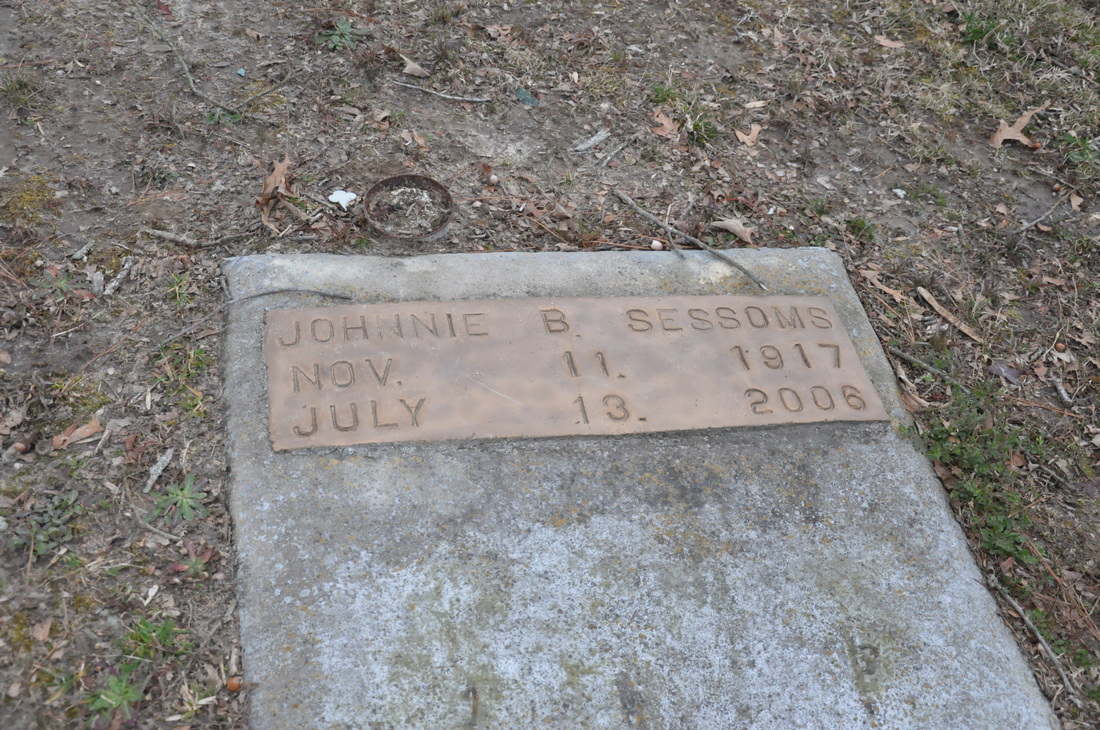 JOHNNIE B. SESSOMS
NOV. 11. 1917
JULY 13. 2006